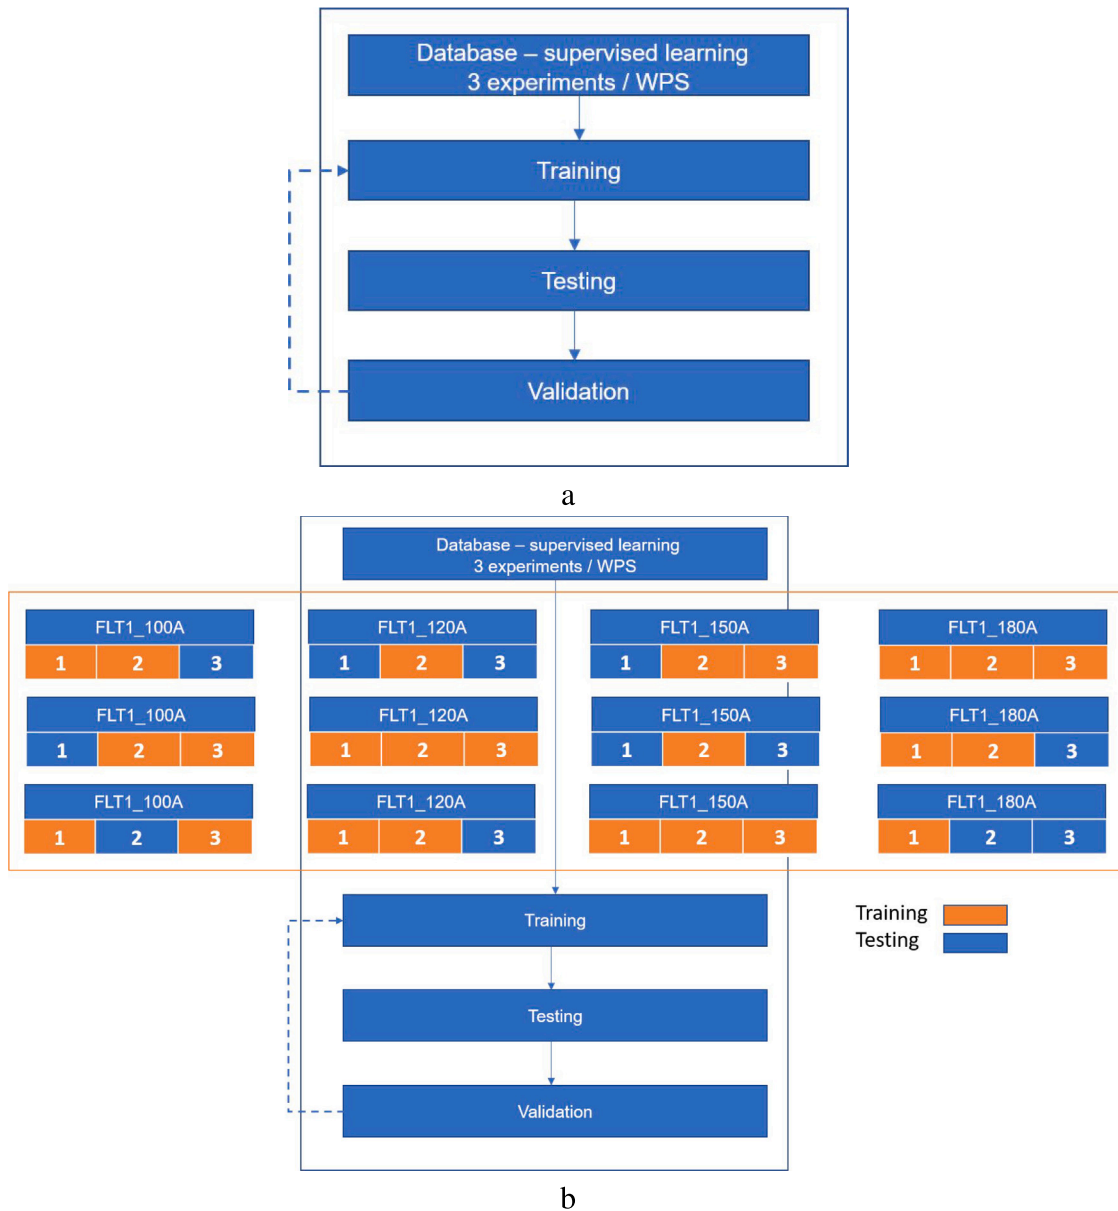 Database – supervised learning
3 experiments / WPS
Training
Testing
Validation
a
Database – supervised learning
3 experiments / WPS
FLT1_100A FLT1_120A FLT1_150A FLT1_180A
1 2 3 1 2 3 1 2 3 1 2 3
FLT1_100A FLT1_120A FLT1_150A FLT1_180A
1 2 3 1 2 3 1 2 3 1 2 3
FLT1_100A FLT1_120A FLT1_150A FLT1_180A
1 2 3 1 2 3 1 2 3 1 2 3
Training
Testing
Training
Testing
Validation
b